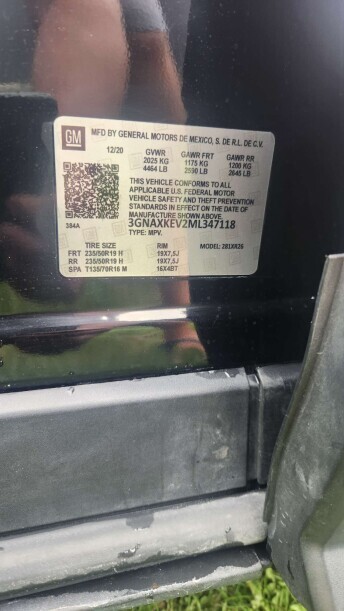 GM MFD BY GENERAL MOTORS DE MEXICO, S. DE R.L. DE C.V.
12/20 GVWR GAWR FRT GAWR RR
2025 KG 1175 KG 1200 KG
4464 LB 2590 LB 2645 LB
THIS VEHICLE CONFORMS TO ALL
APPLICABLE U.S. FEDERAL MOTOR
VEHICLE SAFETY AND THEFT PREVENTION
STANDARDS IN EFFECT ON THE DATE OF
MANUFACTURE SHOWN ABOVE.
384A 3GNAXKEV2ML347118
TYPE: MPV.
TIRE SIZE RIM MODEL: 2BXXR26
FRT 235/50R19 H 19X7,5J
RR 235/50R19 H 19X7,5J
SPA T135/70R16 M 16X4BT